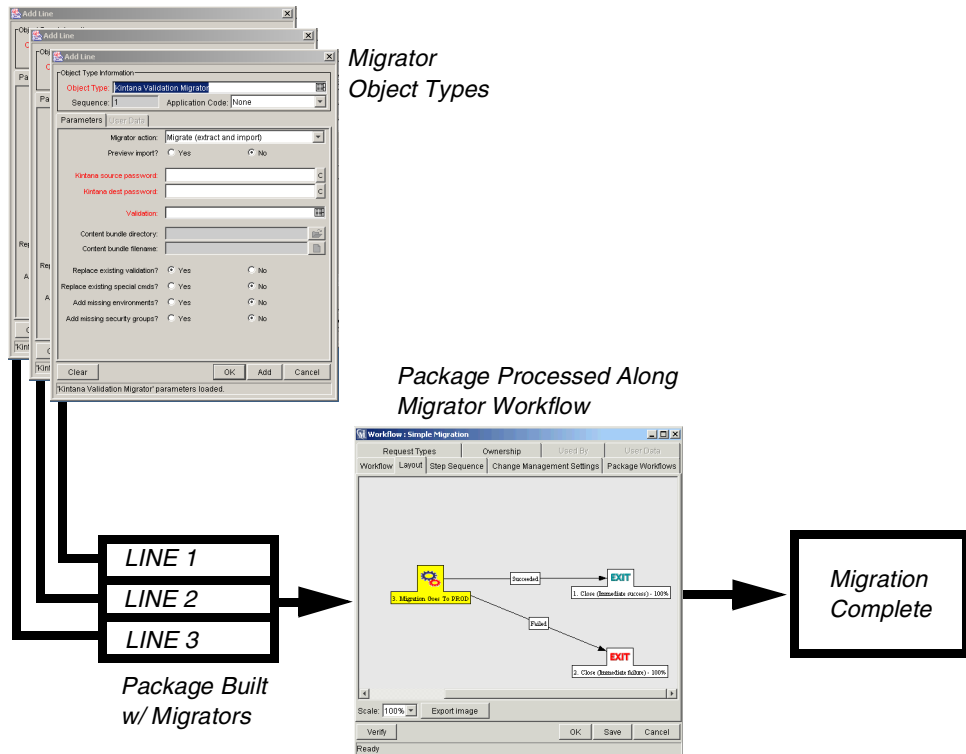 Add Line
Add Line
Add Line
Migrator
Object Types
Object Type Information
Object Type: Kintana Validation Migrator
Sequence: 1 Application Code: None
Parameters User Data
Migrator action: Migrate (extract and import)
Preview import? Yes No
Kintana source password: C
Kintana dest password: C
Validation:
Content bundle directory:
Content bundle filename:
Replace existing validation? Yes No
Replace existing special cmds? Yes No
Add missing environments? Yes No
Add missing security groups? Yes No
Clear OK Add Cancel
'Kintana Validation Migrator' parameters loaded.
Package Processed Along
Migrator Workflow
Workflow : Simple Migration
Request Types Ownership Used By User Data
Workflow Layout Step Sequence Change Management Settings Package Workflows
3. Migration Goes To PROD
Succeeded
EXIT
1. Close (Immediate success) - 100%
Failed
EXIT
2. Close (Immediate failure) - 100%
Scale: 100% Export image
Verify OK Save Cancel
Ready
LINE 1
LINE 2
LINE 3
Package Built
w/ Migrators
Migration
Complete